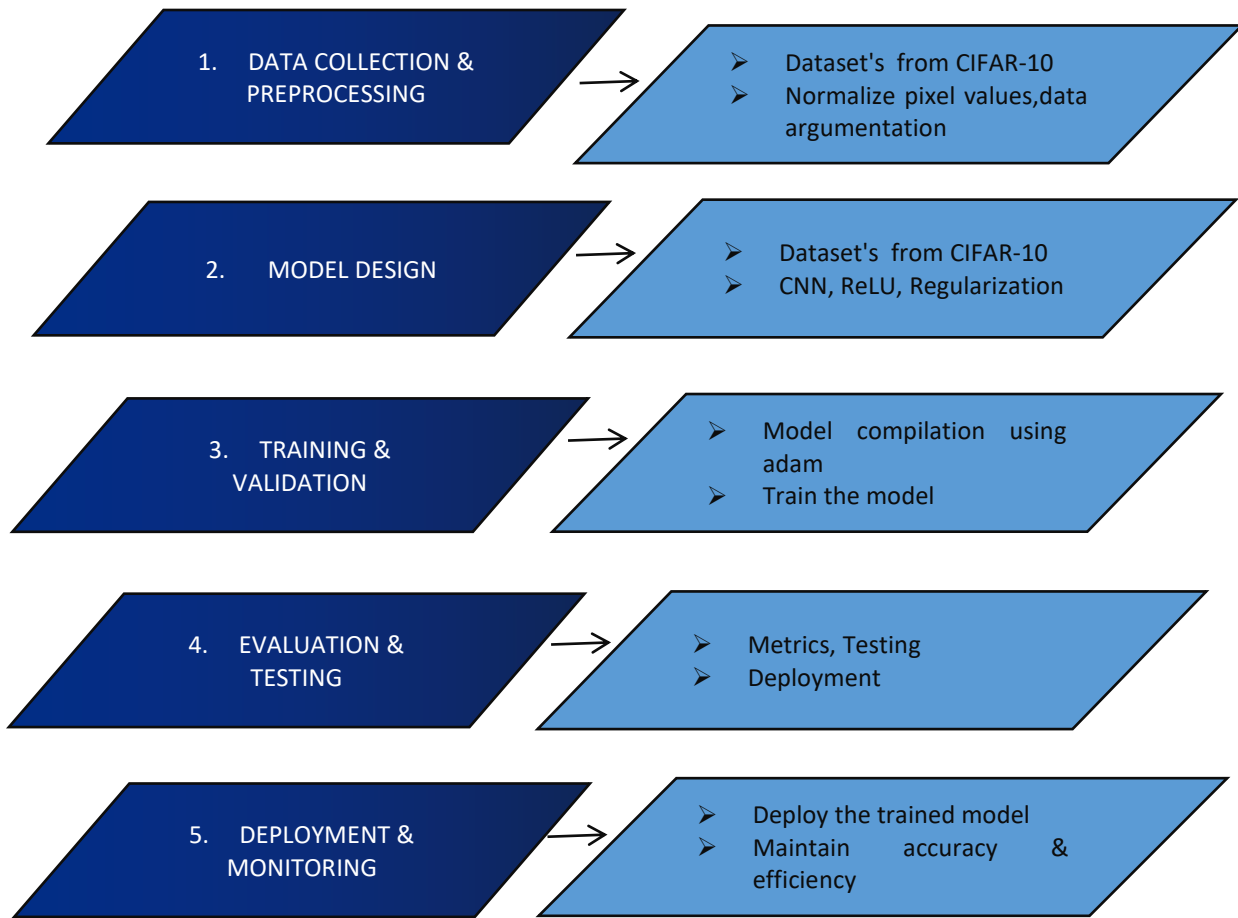 1. DATA COLLECTION &
PREPROCESSING
➢ Dataset's from CIFAR-10
➢ Normalize pixel values,data
argumentation
2. MODEL DESIGN
➢ Dataset's from CIFAR-10
➢ CNN, ReLU, Regularization
3. TRAINING &
VALIDATION
➢ Model compilation using
adam
➢ Train the model
4. EVALUATION &
TESTING
➢ Metrics, Testing
➢ Deployment
5. DEPLOYMENT &
MONITORING
➢ Deploy the trained model
➢ Maintain accuracy &
efficiency